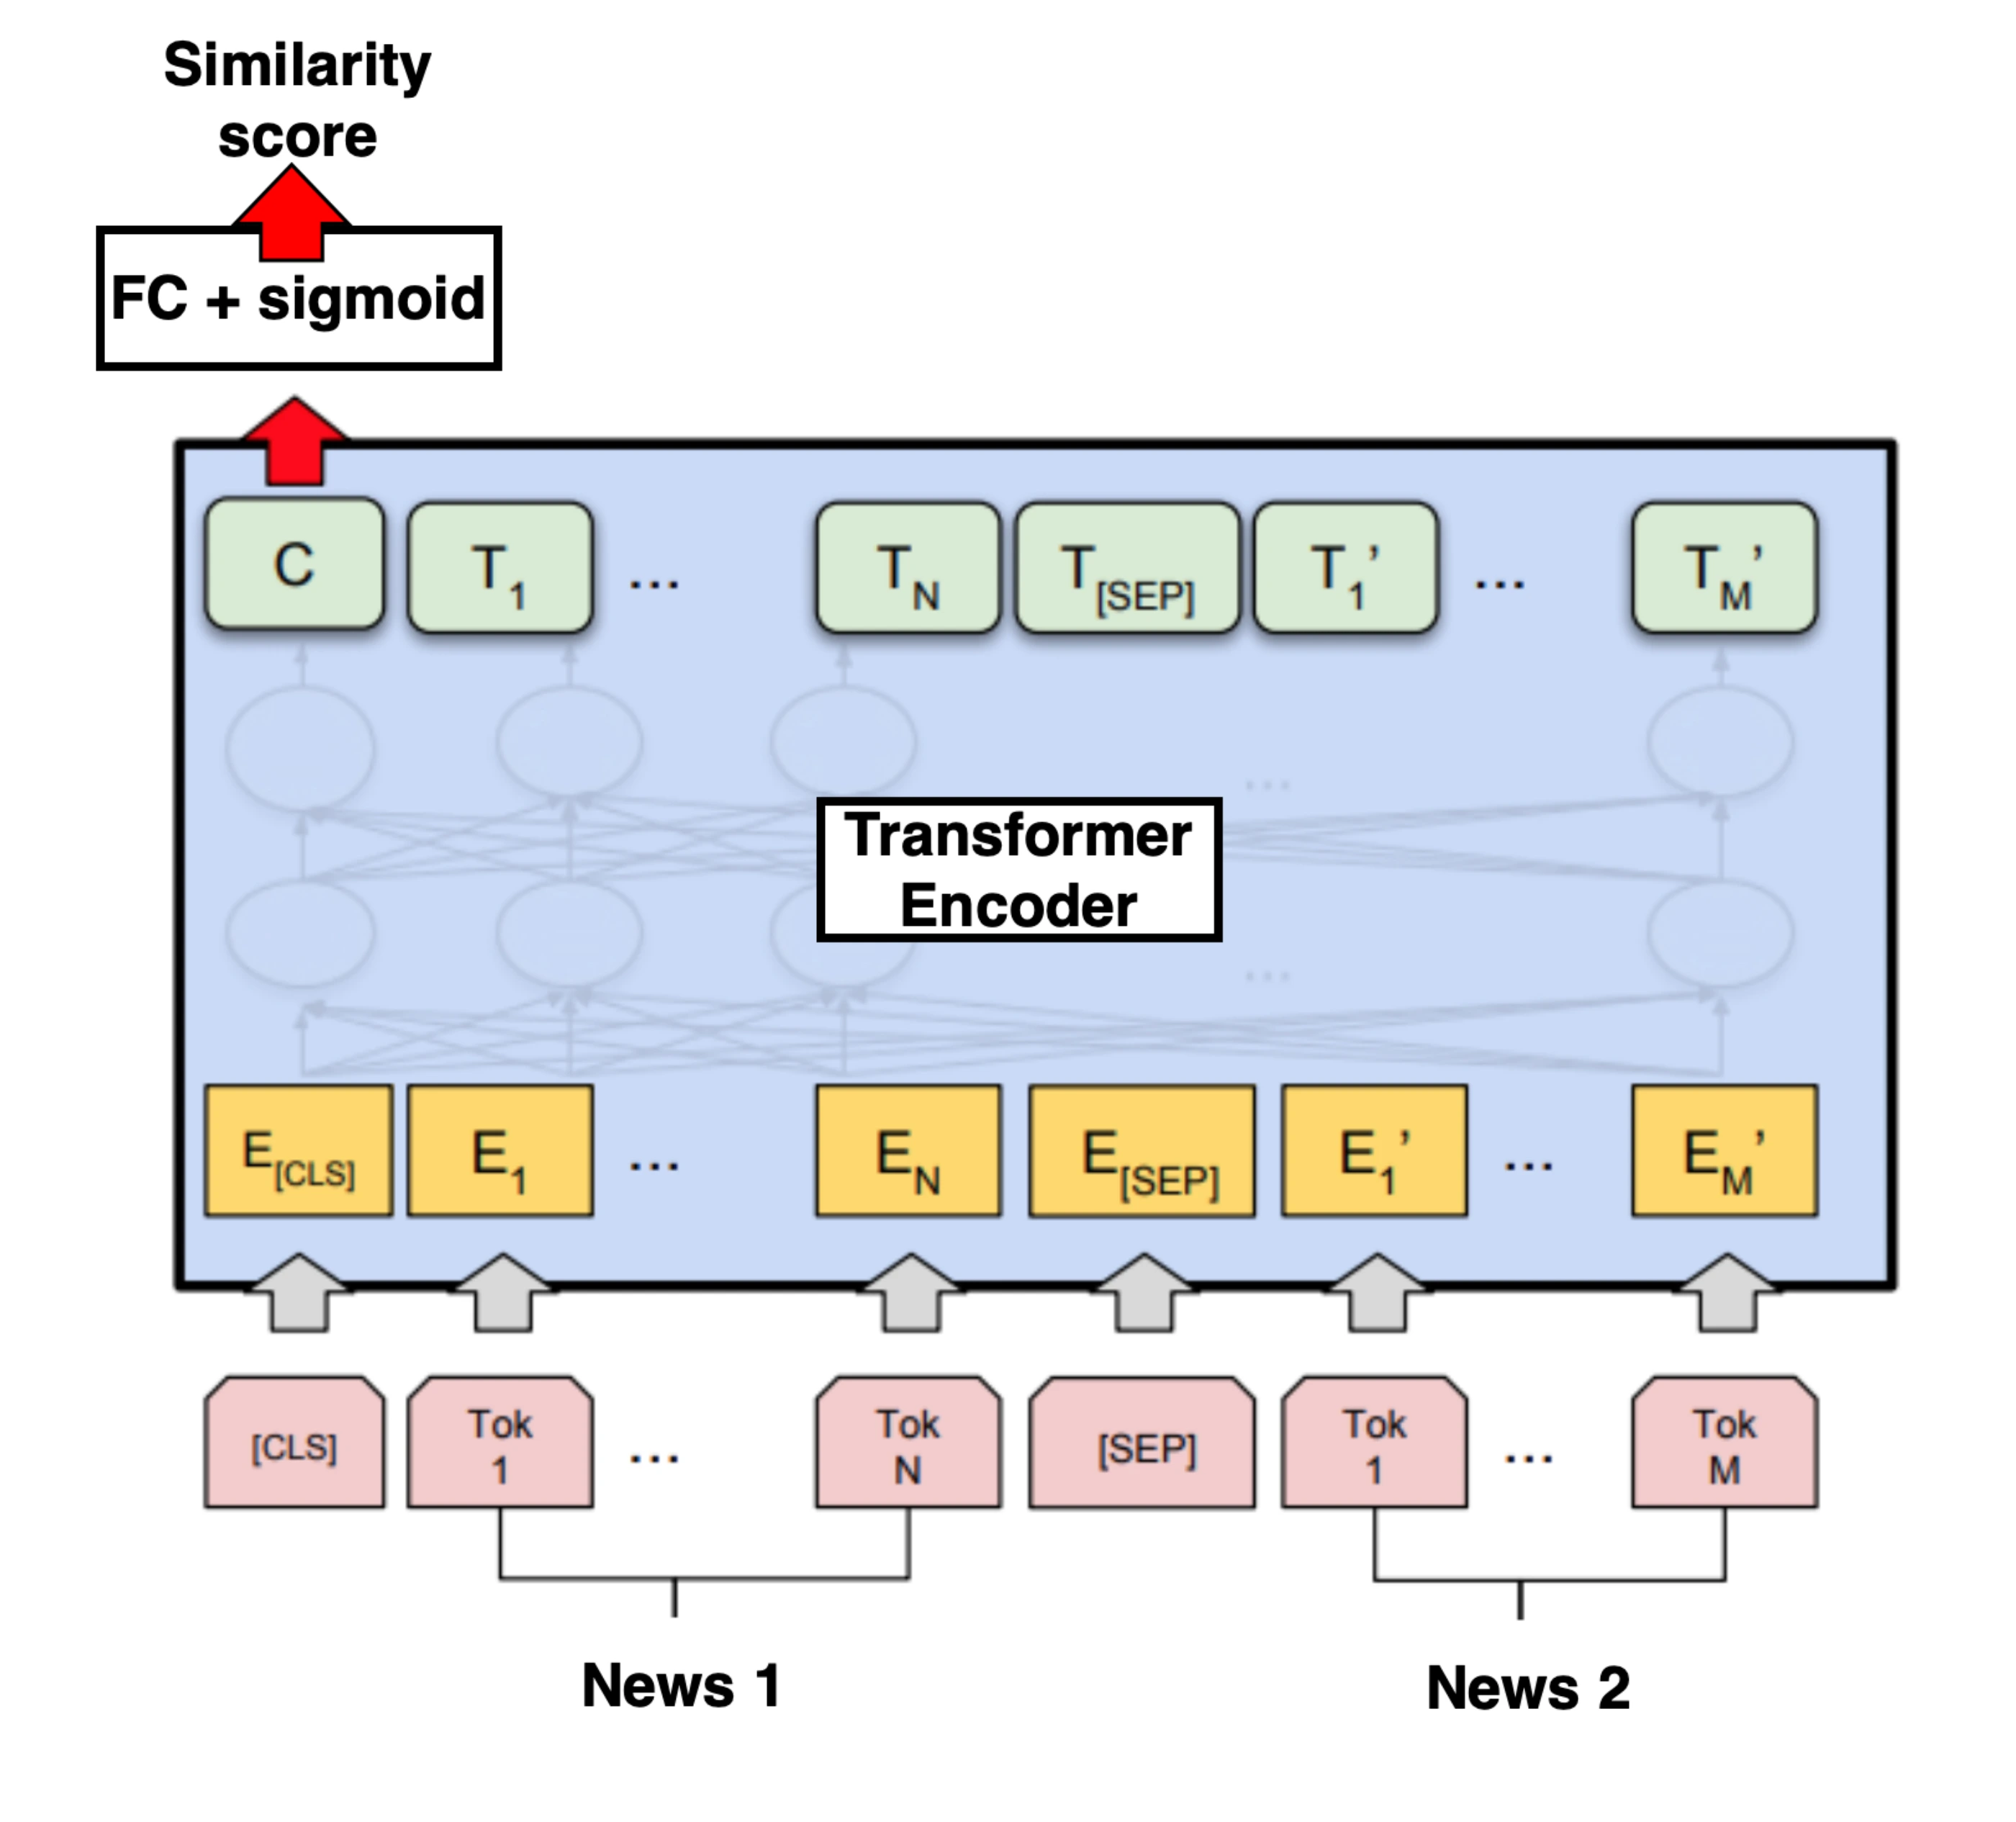 Similarity
score
FC + sigmoid
C T1 ... TN T[SEP] T1’ ... TM’
...
Transformer
Encoder
...
E[CLS] E1 ... EN E[SEP] E1’ ... EM’
[CLS] Tok 1 ... Tok N [SEP] Tok 1 ... Tok M
News 1 News 2